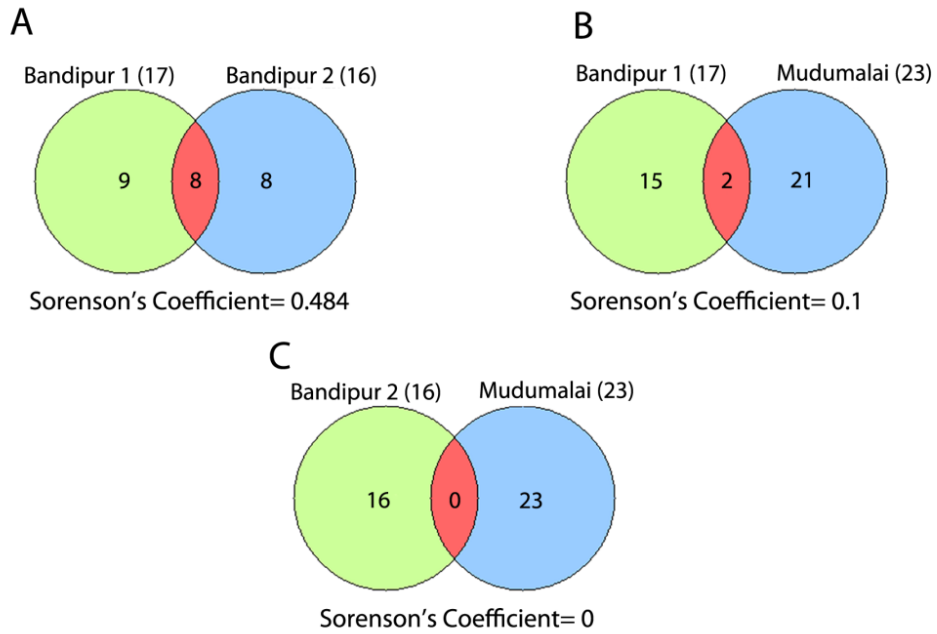 A
Bandipur 1 (17) Bandipur 2 (16)
9 8 8
Sorenson's Coefficient= 0.484
B
Bandipur 1 (17) Mudumalai (23)
15 2 21
Sorenson's Coefficient= 0.1
C
Bandipur 2 (16) Mudumalai (23)
16 0 23
Sorenson's Coefficient= 0